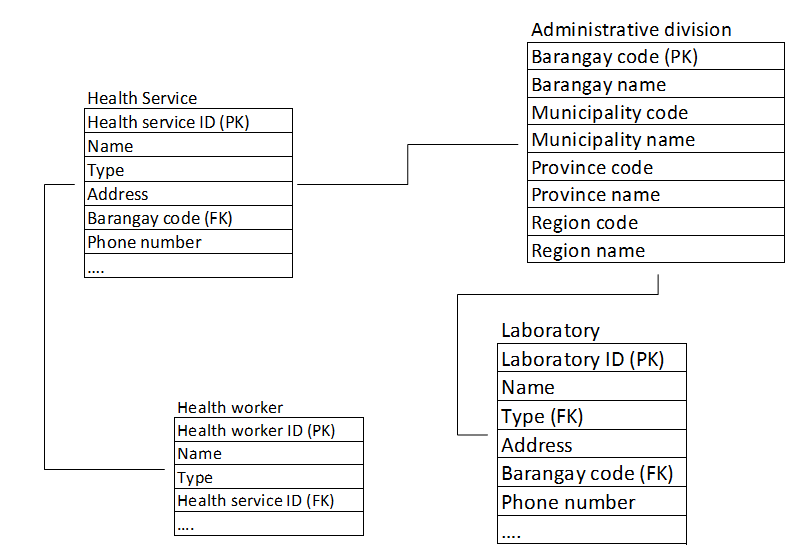 Administrative division
Barangay code (PK)
Barangay name
Municipality code
Municipality name
Province code
Province name
Region code
Region name
Health Service
Health service ID (PK)
Name
Type
Address
Barangay code (FK)
Phone number
....
Laboratory
Laboratory ID (PK)
Name
Type (FK)
Address
Barangay code (FK)
Phone number
....
Health worker
Health worker ID (PK)
Name
Type
Health service ID (FK)
....